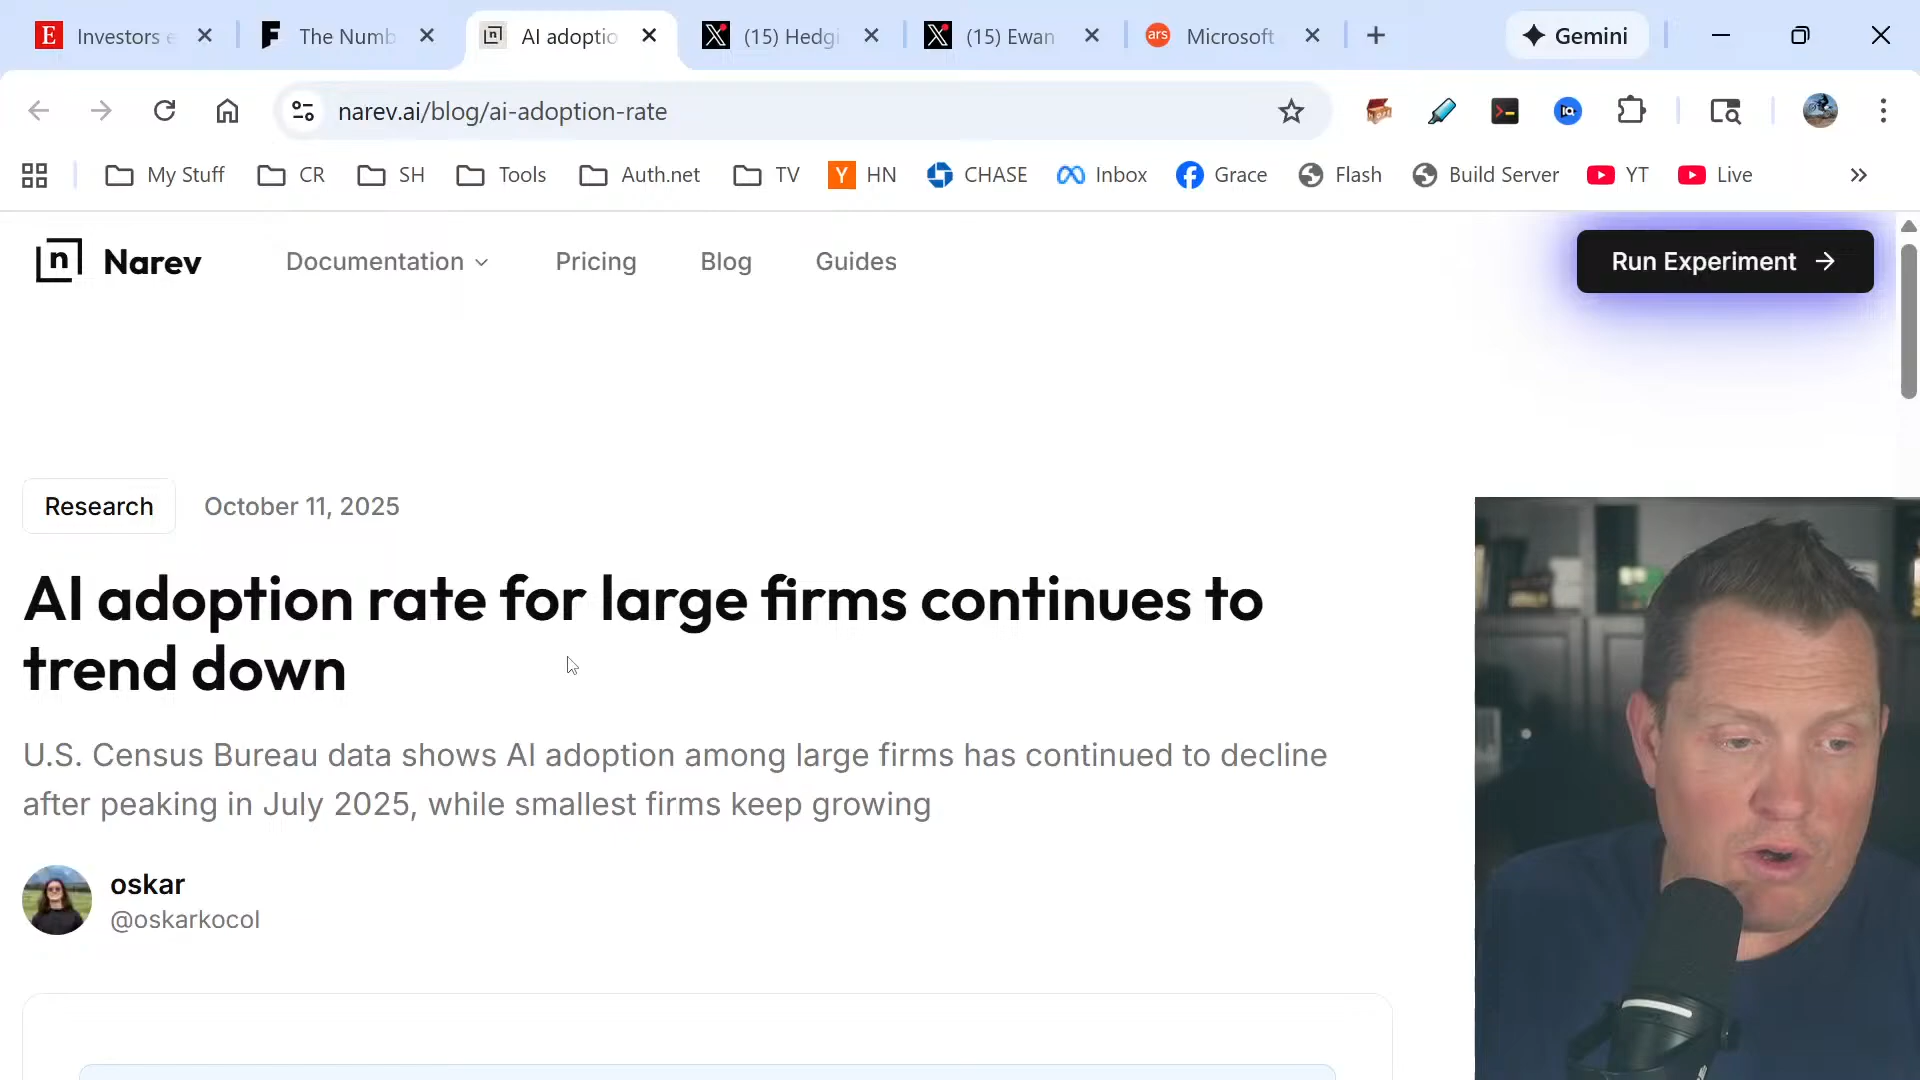 E Investors e
F The Numb
AI adoptio
(15) Hedgi
(15) Ewan
ars Microsoft
Gemini
narev.ai/blog/ai-adoption-rate
My Stuff
CR
SH
Tools
Auth.net
TV
Y HN
CHASE
Inbox
Grace
Flash
Build Server
YT
Live
n Narev
Documentation
Pricing
Blog
Guides
Run Experiment →
Research
October 11, 2025
AI adoption rate for large firms continues to
trend down
U.S. Census Bureau data shows AI adoption among large firms has continued to decline
after peaking in July 2025, while smallest firms keep growing
oskar
@oskarkocol